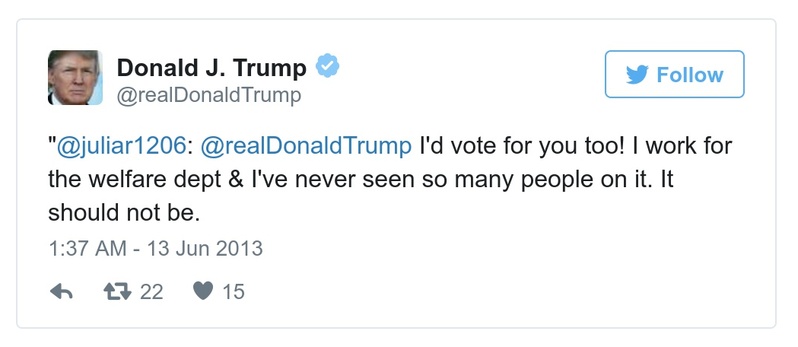 Donald J. Trump
@realDonaldTrump
Follow
"@juliar1206: @realDonaldTrump I'd vote for you too! I work for
the welfare dept & I've never seen so many people on it. It
should not be.
1:37 AM - 13 Jun 2013
22 15